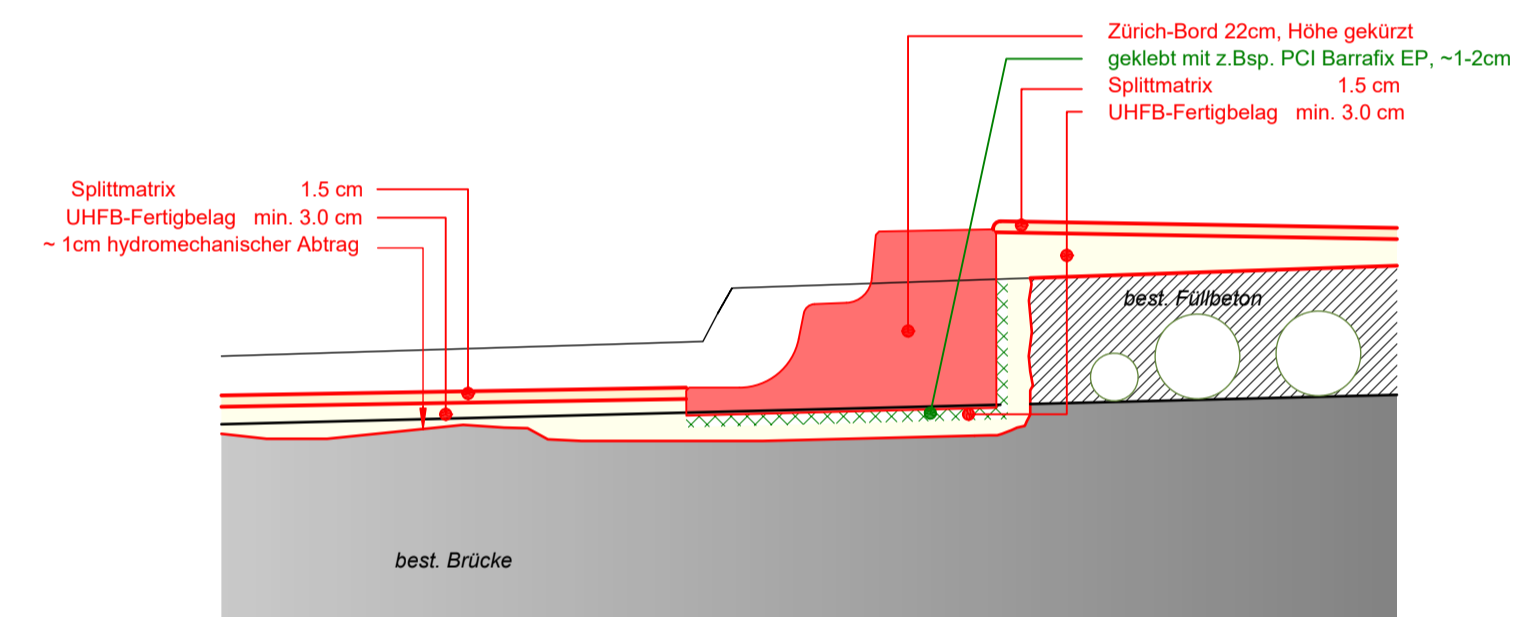 Zürich-Bord 22cm, Höhe gekürzt
geklebt mit z.Bsp. PCI Barrafix EP, ~1-2cm
Splittmatrix 1.5 cm
UHFB-Fertigbelag min. 3.0 cm
Splittmatrix 1.5 cm
UHFB-Fertigbelag min. 3.0 cm
~ 1cm hydromechanischer Abtrag
best. Füllbeton
best. Brücke